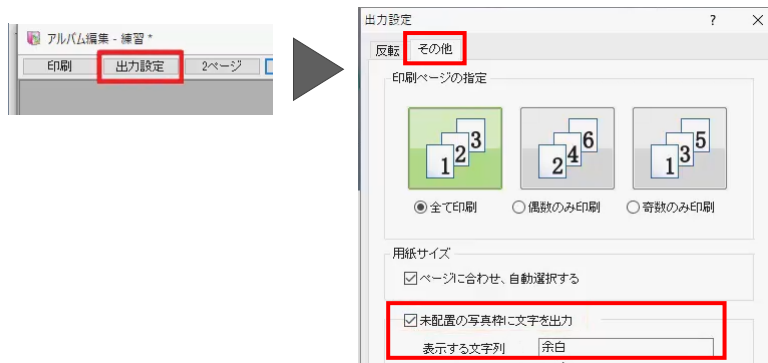 アルバム編集 - 練習 *
印刷 出力設定 2ページ
出力設定 ? ×
反転 その他
印刷ページの指定
1 2 3
2 4 6
1 3 5
全て印刷 偶数のみ印刷 奇数のみ印刷
用紙サイズ
ページに合わせ、自動選択する
未配置の写真枠に文字を出力
表示する文字列 余白